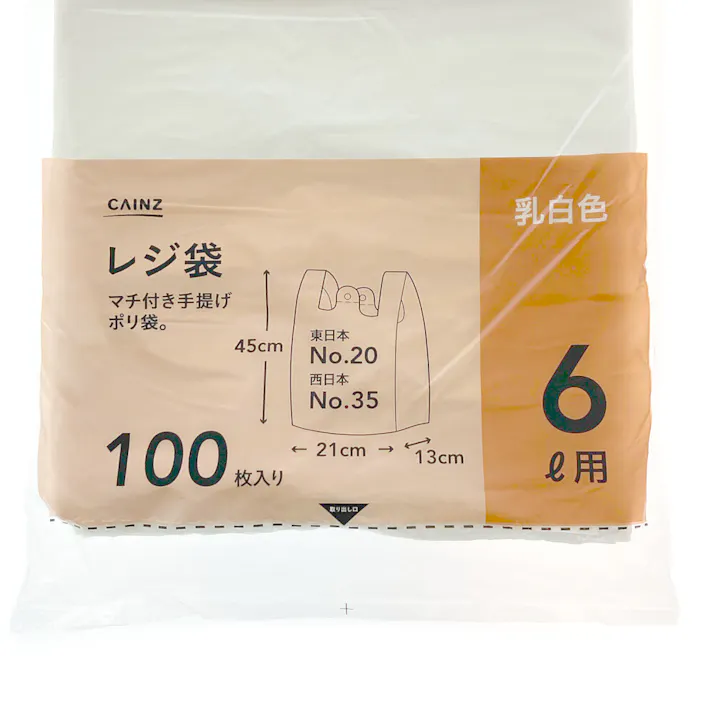 CAINZ
乳白色
レジ袋
マチ付き手提げ
ポリ袋。
45cm
東日本
No.20
西日本
No.35
21cm
13cm
100枚入り
6
ℓ用
取り出し口